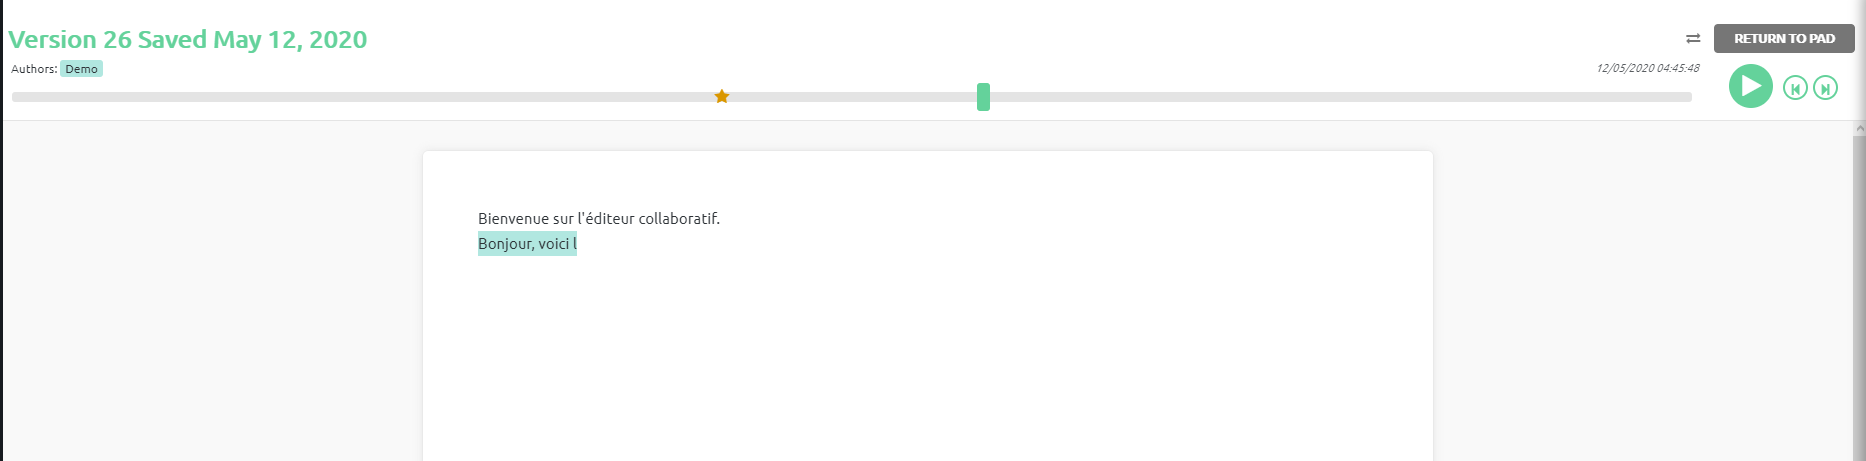 Version 26 Saved May 12, 2020
RETURN TO PAD
Authors: Demo
12/05/2020 04:45:48
Bienvenue sur l'éditeur collaboratif.
Bonjour, voici l